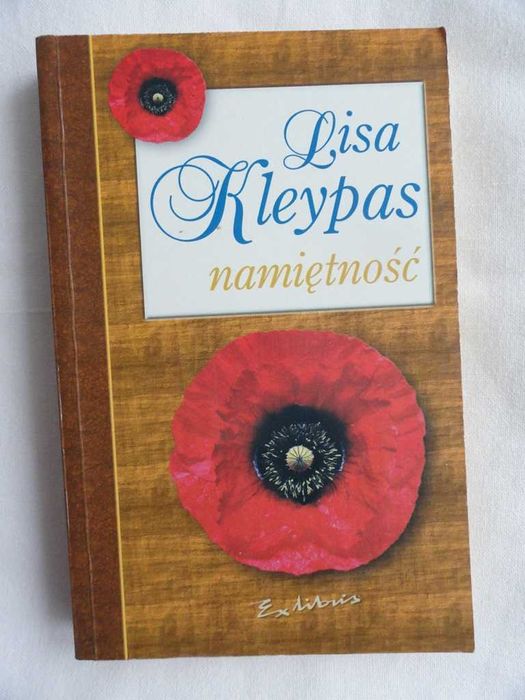 Lisa
Kleypas
namiętność
Exlibris